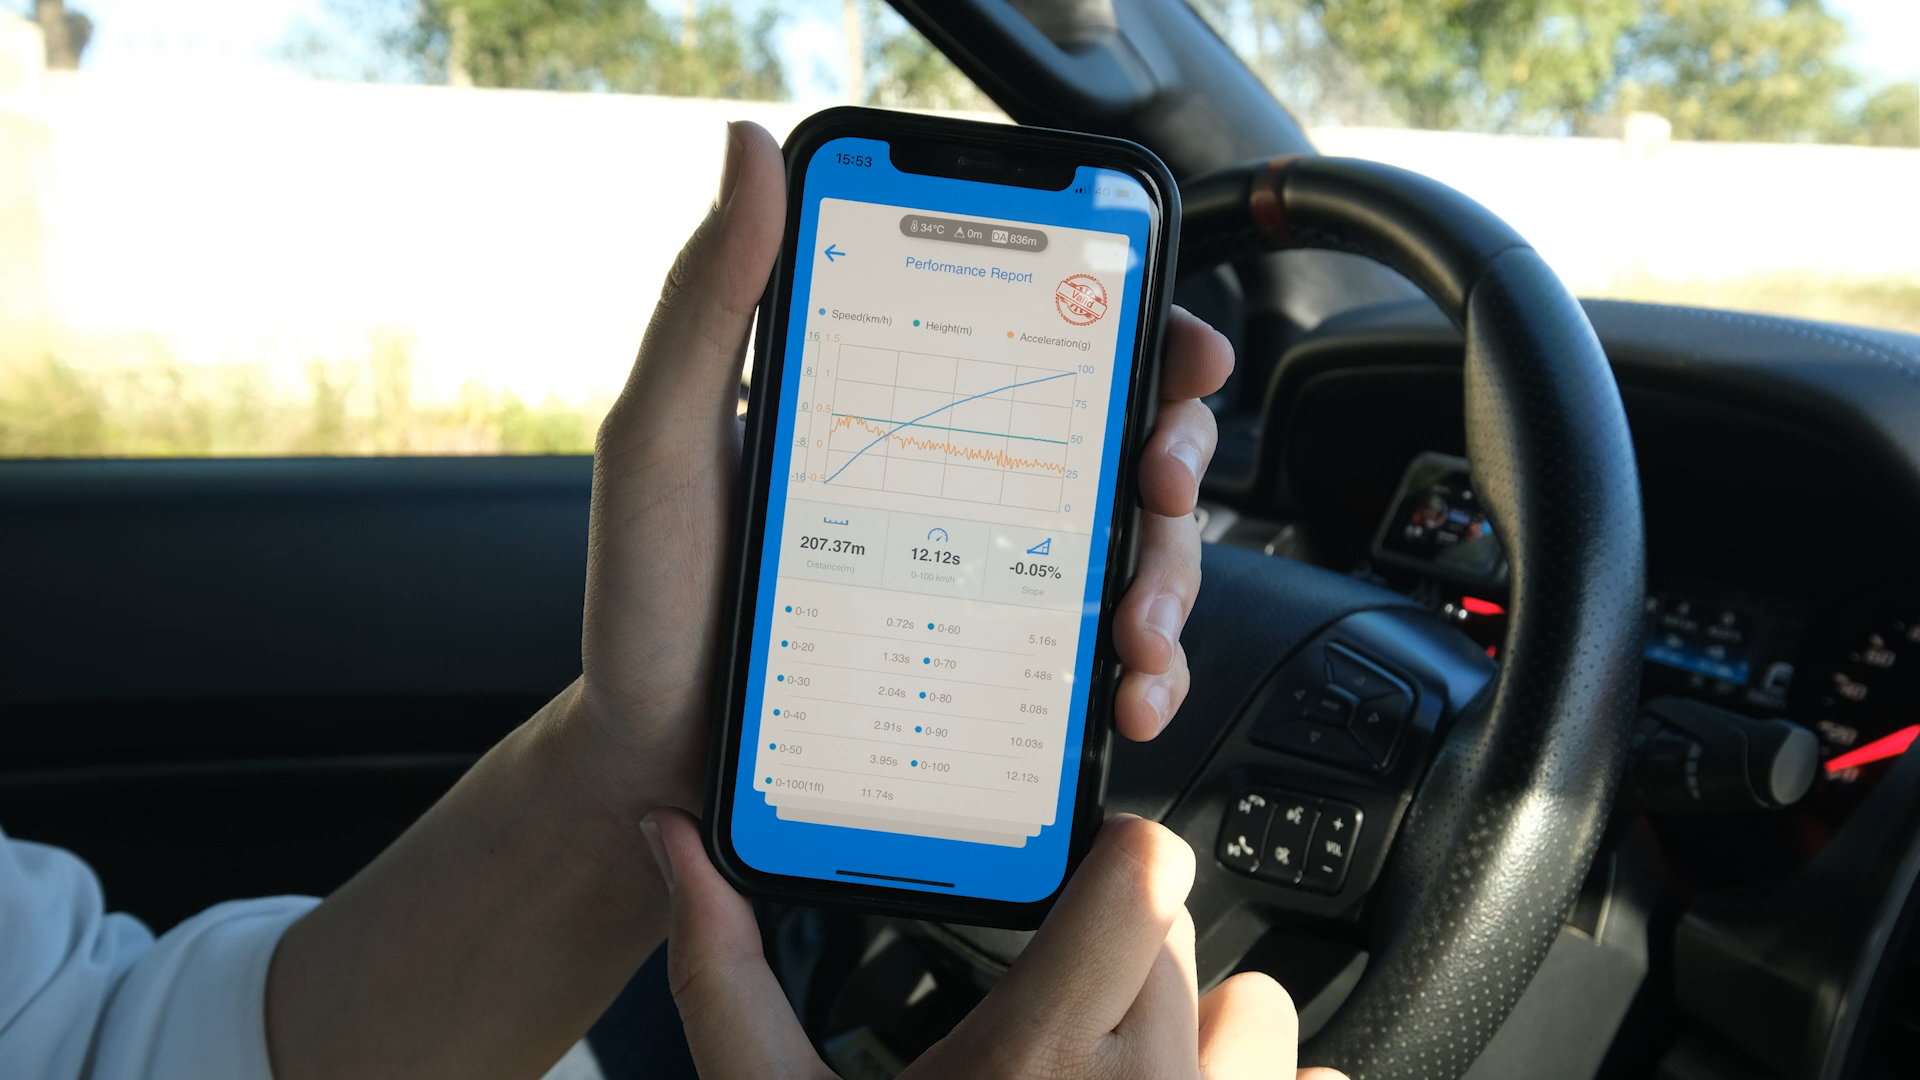 15:53
4G
34°C 0m DA 836m
Performance Report
Valid
Speed(km/h) Height(m) Acceleration(g)
16 1.5
100
8 1
75
0 0.5
50
-8 0
25
-16 -0.5
0
207.37m 12.12s -0.05%
Distance(m) 0-100 km/h Slope
0-10 0.72s 0-60 5.16s
0-20 1.33s 0-70 6.48s
0-30 2.04s 0-80 8.08s
0-40 2.91s 0-90 10.03s
0-50 3.95s 0-100 12.12s
0-100(1ft) 11.74s
+
VOL
-